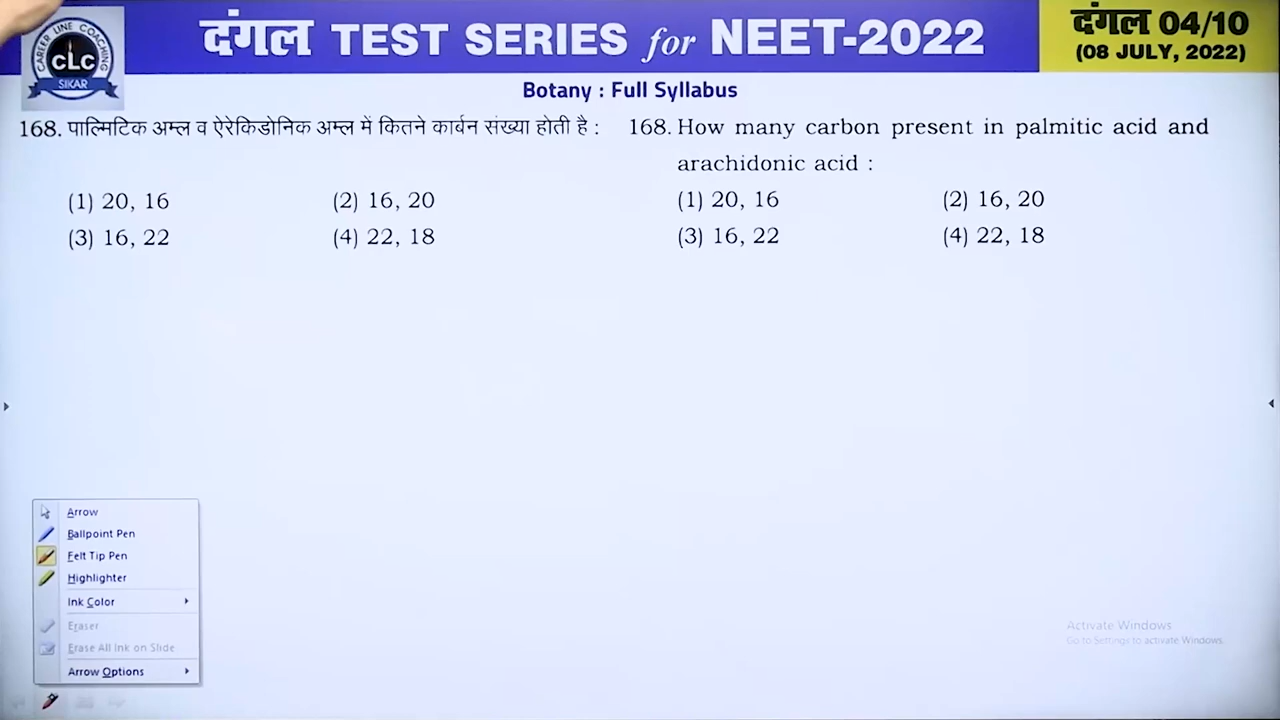 CAREER LINE COACHING
CLC
SIKAR
दंगल TEST SERIES for NEET-2022
दंगल 04/10
(08 JULY, 2022)
Botany : Full Syllabus
168. पाल्मिटिक अम्ल व ऐरेकिडोनिक अम्ल में कितने कार्बन संख्या होती है :
(1) 20, 16
(2) 16, 20
(3) 16, 22
(4) 22, 18
168. How many carbon present in palmitic acid and
arachidonic acid :
(1) 20, 16
(2) 16, 20
(3) 16, 22
(4) 22, 18
Arrow
Ballpoint Pen
Felt Tip Pen
Highlighter
Ink Color
Eraser
Erase All Ink on Slide
Arrow Options
Activate Windows
Go to Settings to activate Windows.